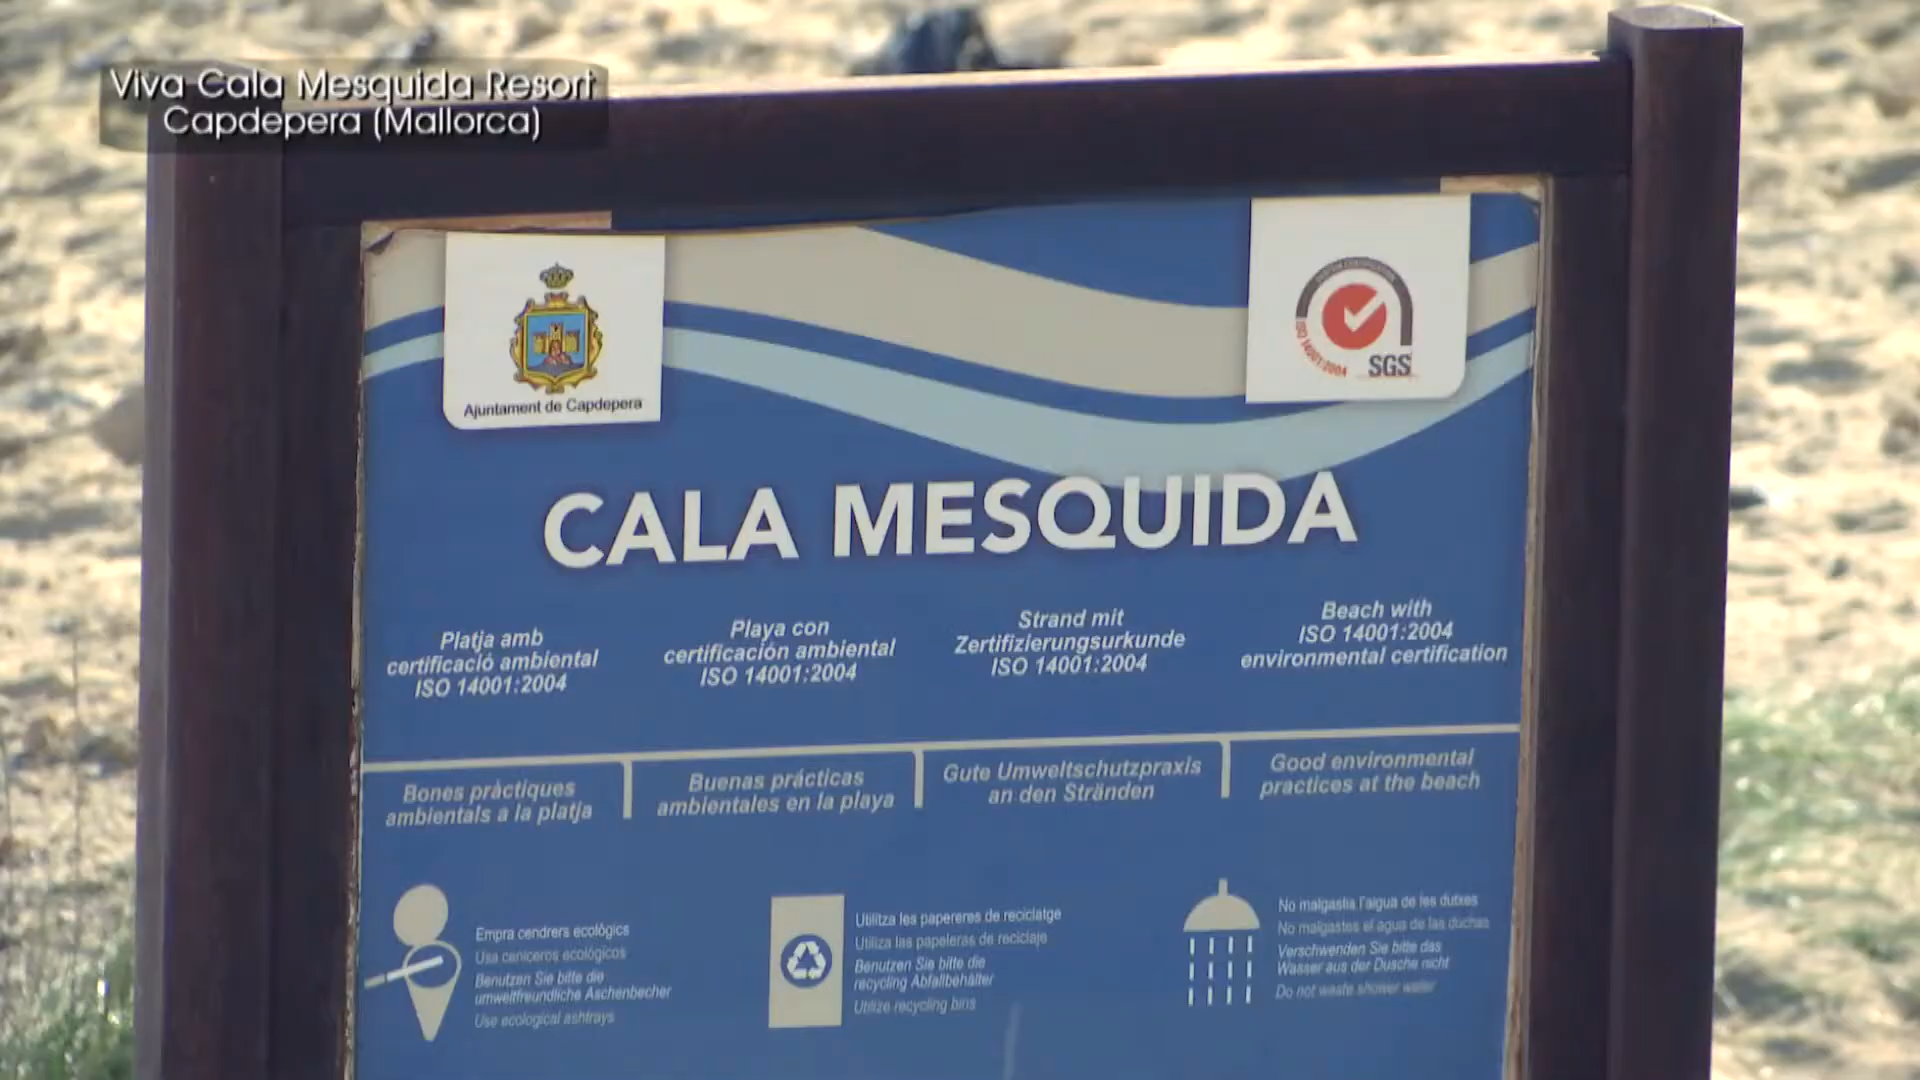 Viva Cala Mesquida Resort
Capdepera (Mallorca)
Ajuntament de Capdepera
ISO 14001:2004
SGS
CALA MESQUIDA
Platja amb
certificació ambiental
ISO 14001:2004
Playa con
certificación ambiental
ISO 14001:2004
Strand mit
Zertifizierungsurkunde
ISO 14001:2004
Beach with
ISO 14001:2004
environmental certification
Bones pràctiques
ambientals a la platja
Buenas prácticas
ambientales en la playa
Gute Umweltschutzpraxis
an den Stränden
Good environmental
practices at the beach
Empra cendrers ecològics
Usa ceniceros ecológicos
Benutzen Sie bitte die
umweltfreundliche Aschenbecher
Use ecological ashtrays
Utilitza les papereres de reciclatge
Utiliza las papeleras de reciclaje
Benutzen Sie bitte die
recycling Abfallbehälter
Utilize recycling bins
No malgastis l'aigua de les dutxes
No malgastes el agua de las duchas
Verschwenden Sie bitte das
Wasser aus der Dusche nicht
Do not waste shower water